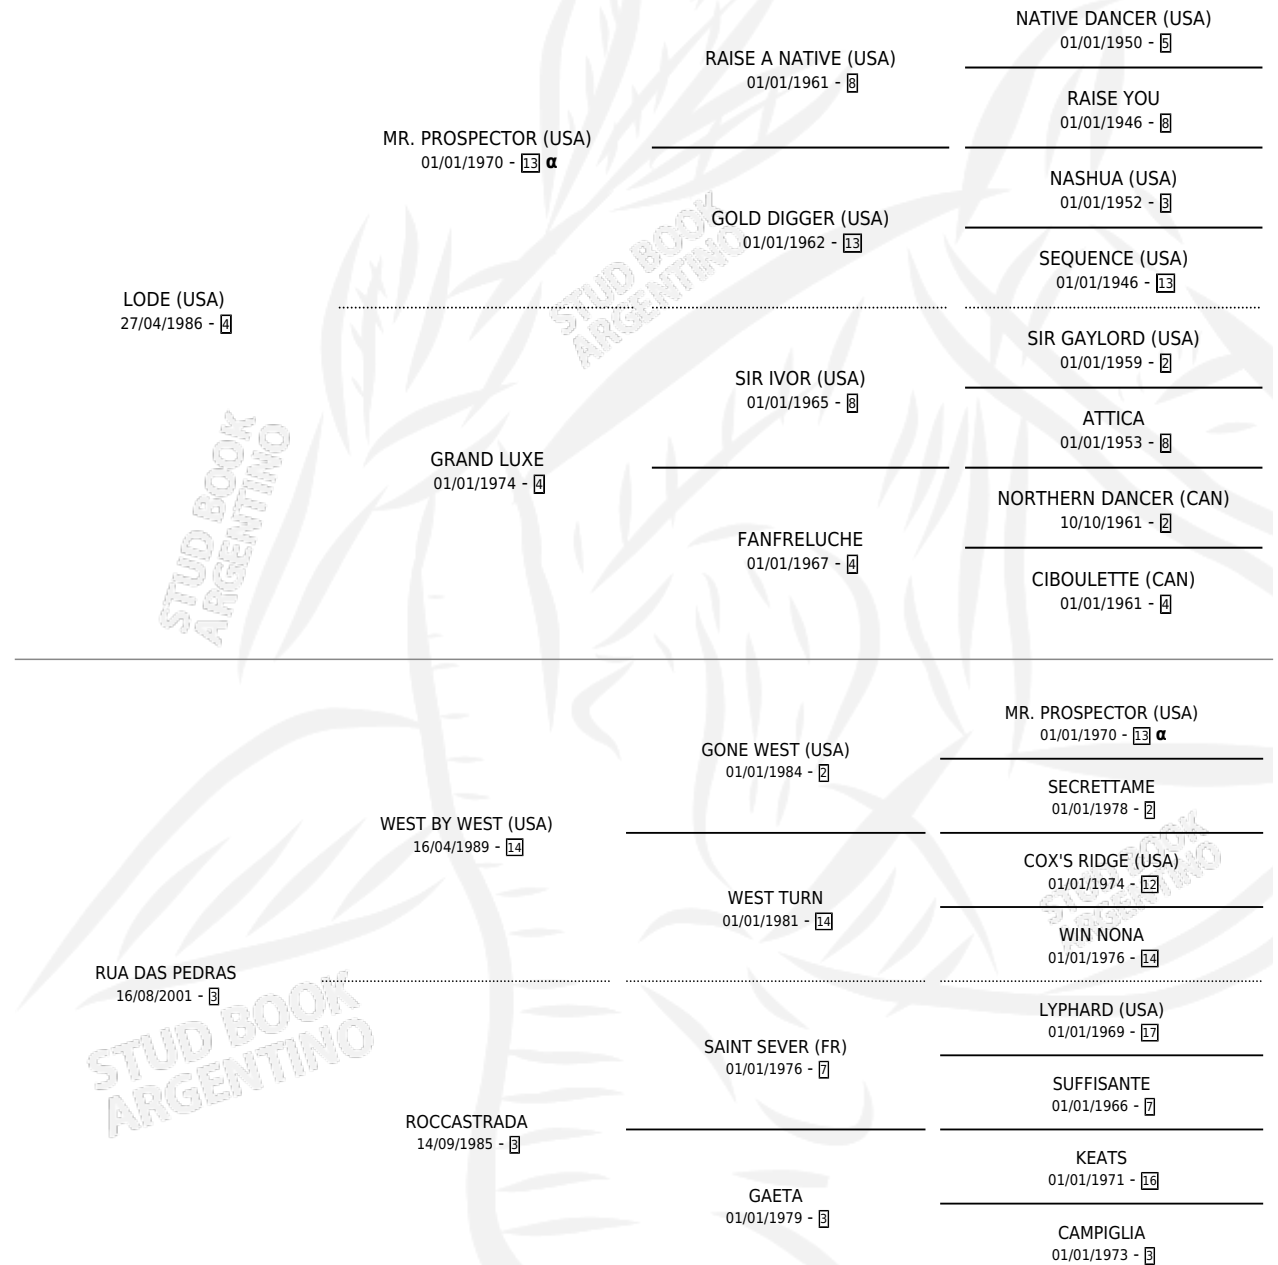 NATIVE DANCER (USA)
01/01/1950 - 5
RAISE A NATIVE (USA)
01/01/1961 - 8
RAISE YOU
01/01/1946 - 8
MR. PROSPECTOR (USA)
01/01/1970 - 13 α
NASHUA (USA)
01/01/1952 - 3
GOLD DIGGER (USA)
01/01/1962 - 13
SEQUENCE (USA)
01/01/1946 - 13
STUD BOOK
ARGENTINO
LODE (USA)
27/04/1986 - 4
SIR GAYLORD (USA)
01/01/1959 - 2
SIR IVOR (USA)
01/01/1965 - 8
ATTICA
01/01/1953 - 8
GRAND LUXE
01/01/1974 - 4
NORTHERN DANCER (CAN)
10/10/1961 - 2
FANFRELUCHE
01/01/1967 - 4
CIBOULETTE (CAN)
01/01/1961 - 4
STUD BOOK
ARGENTINO
MR. PROSPECTOR (USA)
01/01/1970 - 13 α
GONE WEST (USA)
01/01/1984 - 2
SECRETTAME
01/01/1978 - 2
WEST BY WEST (USA)
16/04/1989 - 14
COX'S RIDGE (USA)
01/01/1974 - 12
STUD BOOK
ARGENTINO
WEST TURN
01/01/1981 - 14
WIN NONA
01/01/1976 - 14
RUA DAS PEDRAS
16/08/2001 - 3
STUD BOOK
ARGENTINO
LYPHARD (USA)
01/01/1969 - 17
SAINT SEVER (FR)
01/01/1976 - 7
SUFFISANTE
01/01/1966 - 7
ROCCASTRADA
14/09/1985 - 3
KEATS
01/01/1971 - 16
GAETA
01/01/1979 - 3
CAMPIGLIA
01/01/1973 - 3